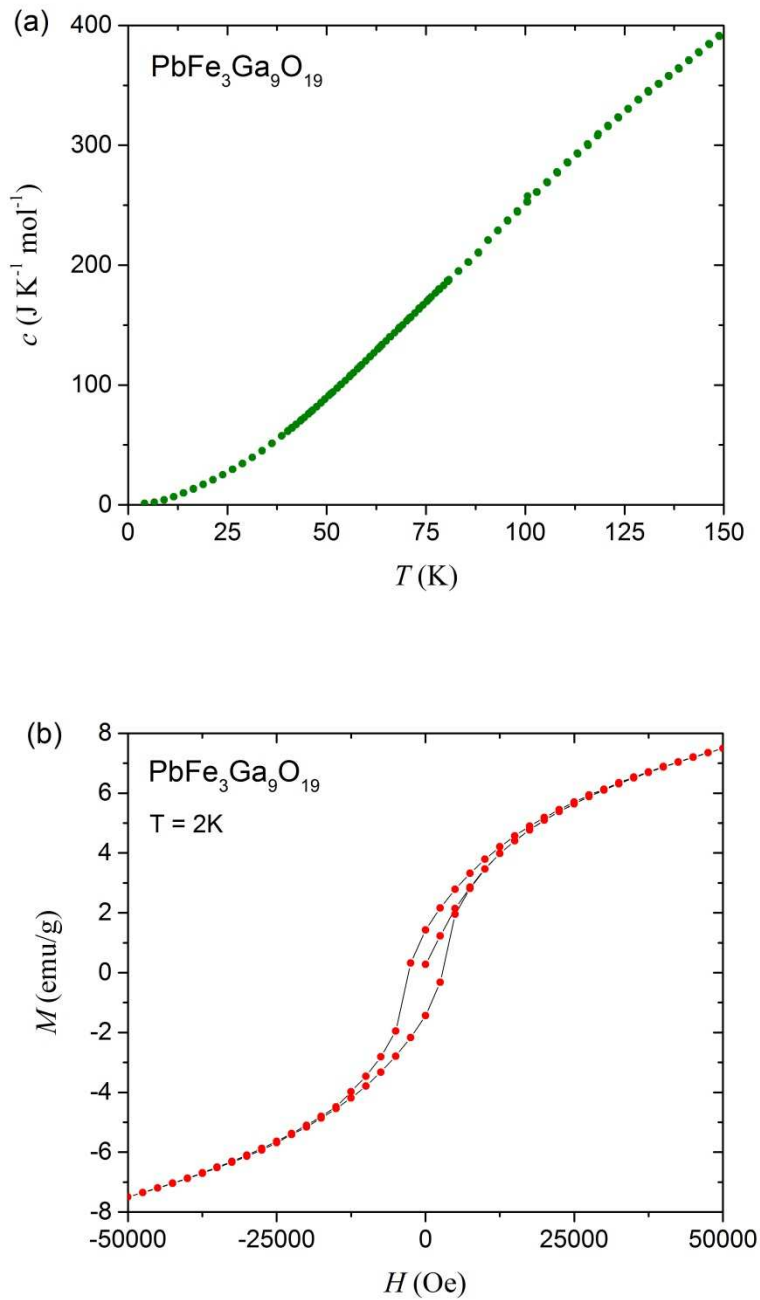 (a)
PbFe₃Ga₉O₁₉
400
300
200
100
0
c (J K⁻¹ mol⁻¹)
0 25 50 75 100 125 150
T (K)
(b)
PbFe₃Ga₉O₁₉
T = 2K
8
6
4
2
0
-2
-4
-6
-8
M (emu/g)
-50000 -25000 0 25000 50000
H (Oe)